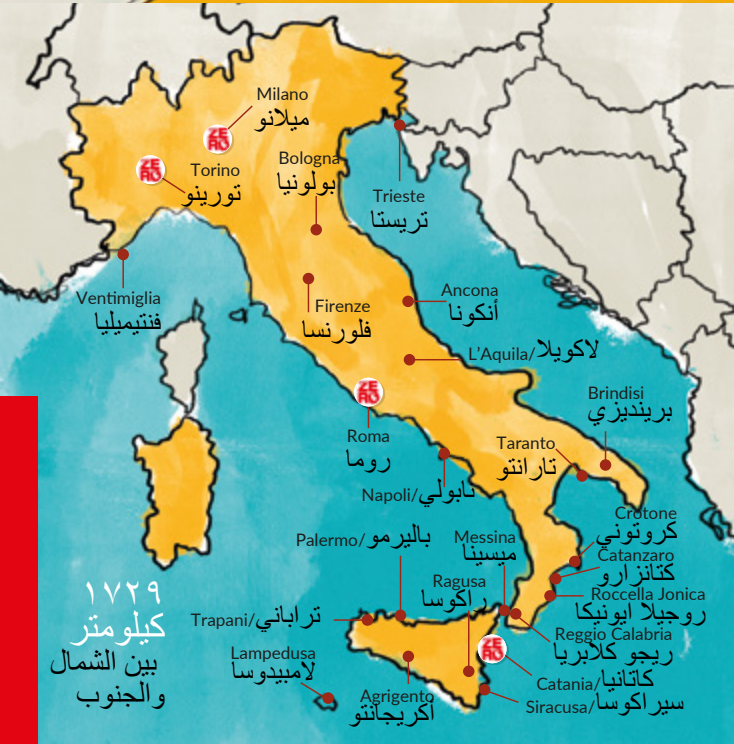 Milano
ميلانو
ZERO
Torino
تورينو
ZERO
Bologna
بولونيا
Trieste
تريستا
Ventimiglia
فنتيميليا
Firenze
فلورنسا
Ancona
أنكونا
L'Aquila/لاكويلا
ZERO
Roma
روما
Brindisi
برينديزي
Taranto
تارانتو
Napoli/نابولي
Crotone
كروتوني
Catanzaro
كتانزارو
Roccella Jonica
روجيلا ايونيكا
Reggio Calabria
ريجو كلابريا
Messina
ميسينا
Palermo/باليرمو
Ragusa
راكوسا
Trapani/تراباني
Lampedusa
لامبيدوسا
Agrigento
أكريجانتو
ZERO
Catania/كاتانيا
Siracusa/سيراكوسا
١٧٢٩
كيلومتر
بين الشمال
والجنوب